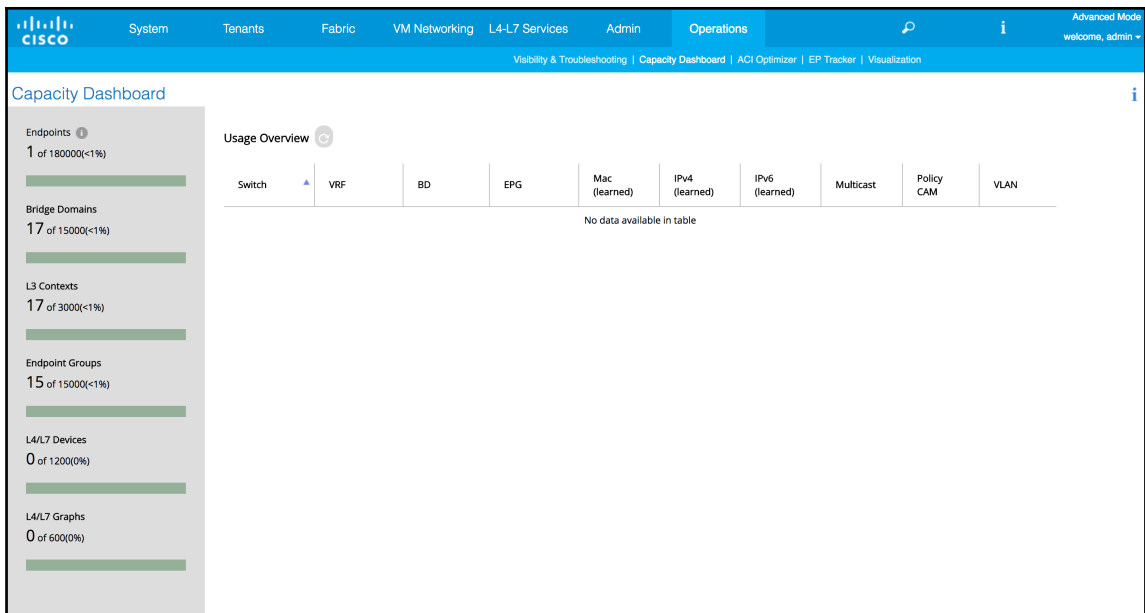 CISCO
System Tenants Fabric VM Networking L4-L7 Services Admin Operations i
Advanced Mode
welcome, admin
Visibility & Troubleshooting | Capacity Dashboard | ACI Optimizer | EP Tracker | Visualization
Capacity Dashboard i
Endpoints i
1 of 180000(<1%)
Bridge Domains
17 of 15000(<1%)
L3 Contexts
17 of 3000(<1%)
Endpoint Groups
15 of 15000(<1%)
L4/L7 Devices
0 of 1200(0%)
L4/L7 Graphs
0 of 600(0%)
Usage Overview
Switch VRF BD EPG Mac (learned) IPv4 (learned) IPv6 (learned) Multicast Policy CAM VLAN
No data available in table